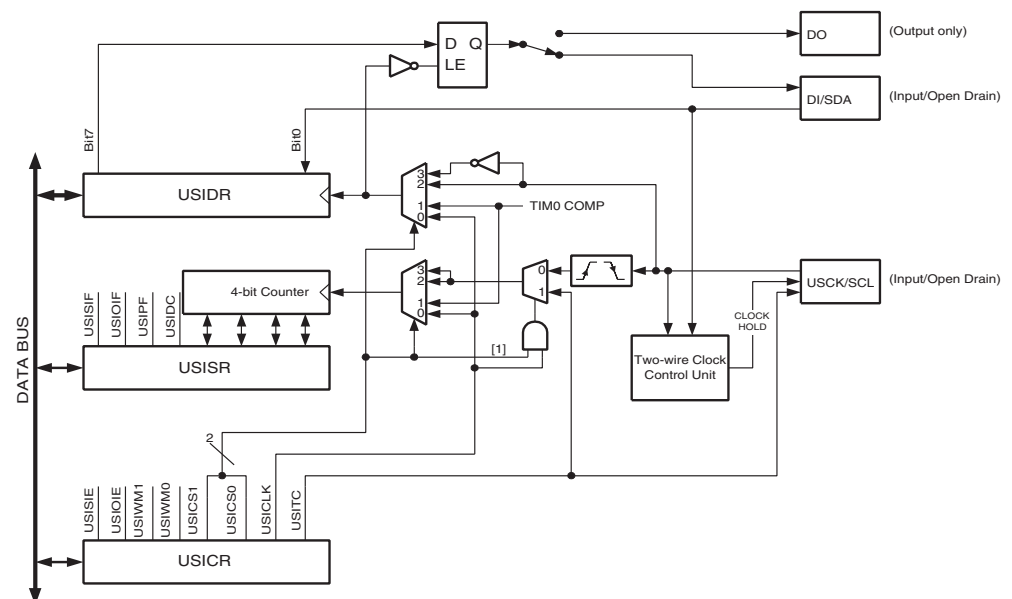 D Q
LE
DO
(Output only)
DI/SDA
(Input/Open Drain)
Bit7
Bit0
USIDR
3
2
1
0
TIM0 COMP
3
2
1
0
0
1
USCK/SCL
(Input/Open Drain)
4-bit Counter
USISIF
USIOIF
USIPF
USIDC
USISR
[1]
CLOCK
HOLD
Two-wire Clock
Control Unit
DATA BUS
2
USISIE
USIOIE
USIWM1
USIWM0
USICS1
USICS0
USICLK
USITC
USICR